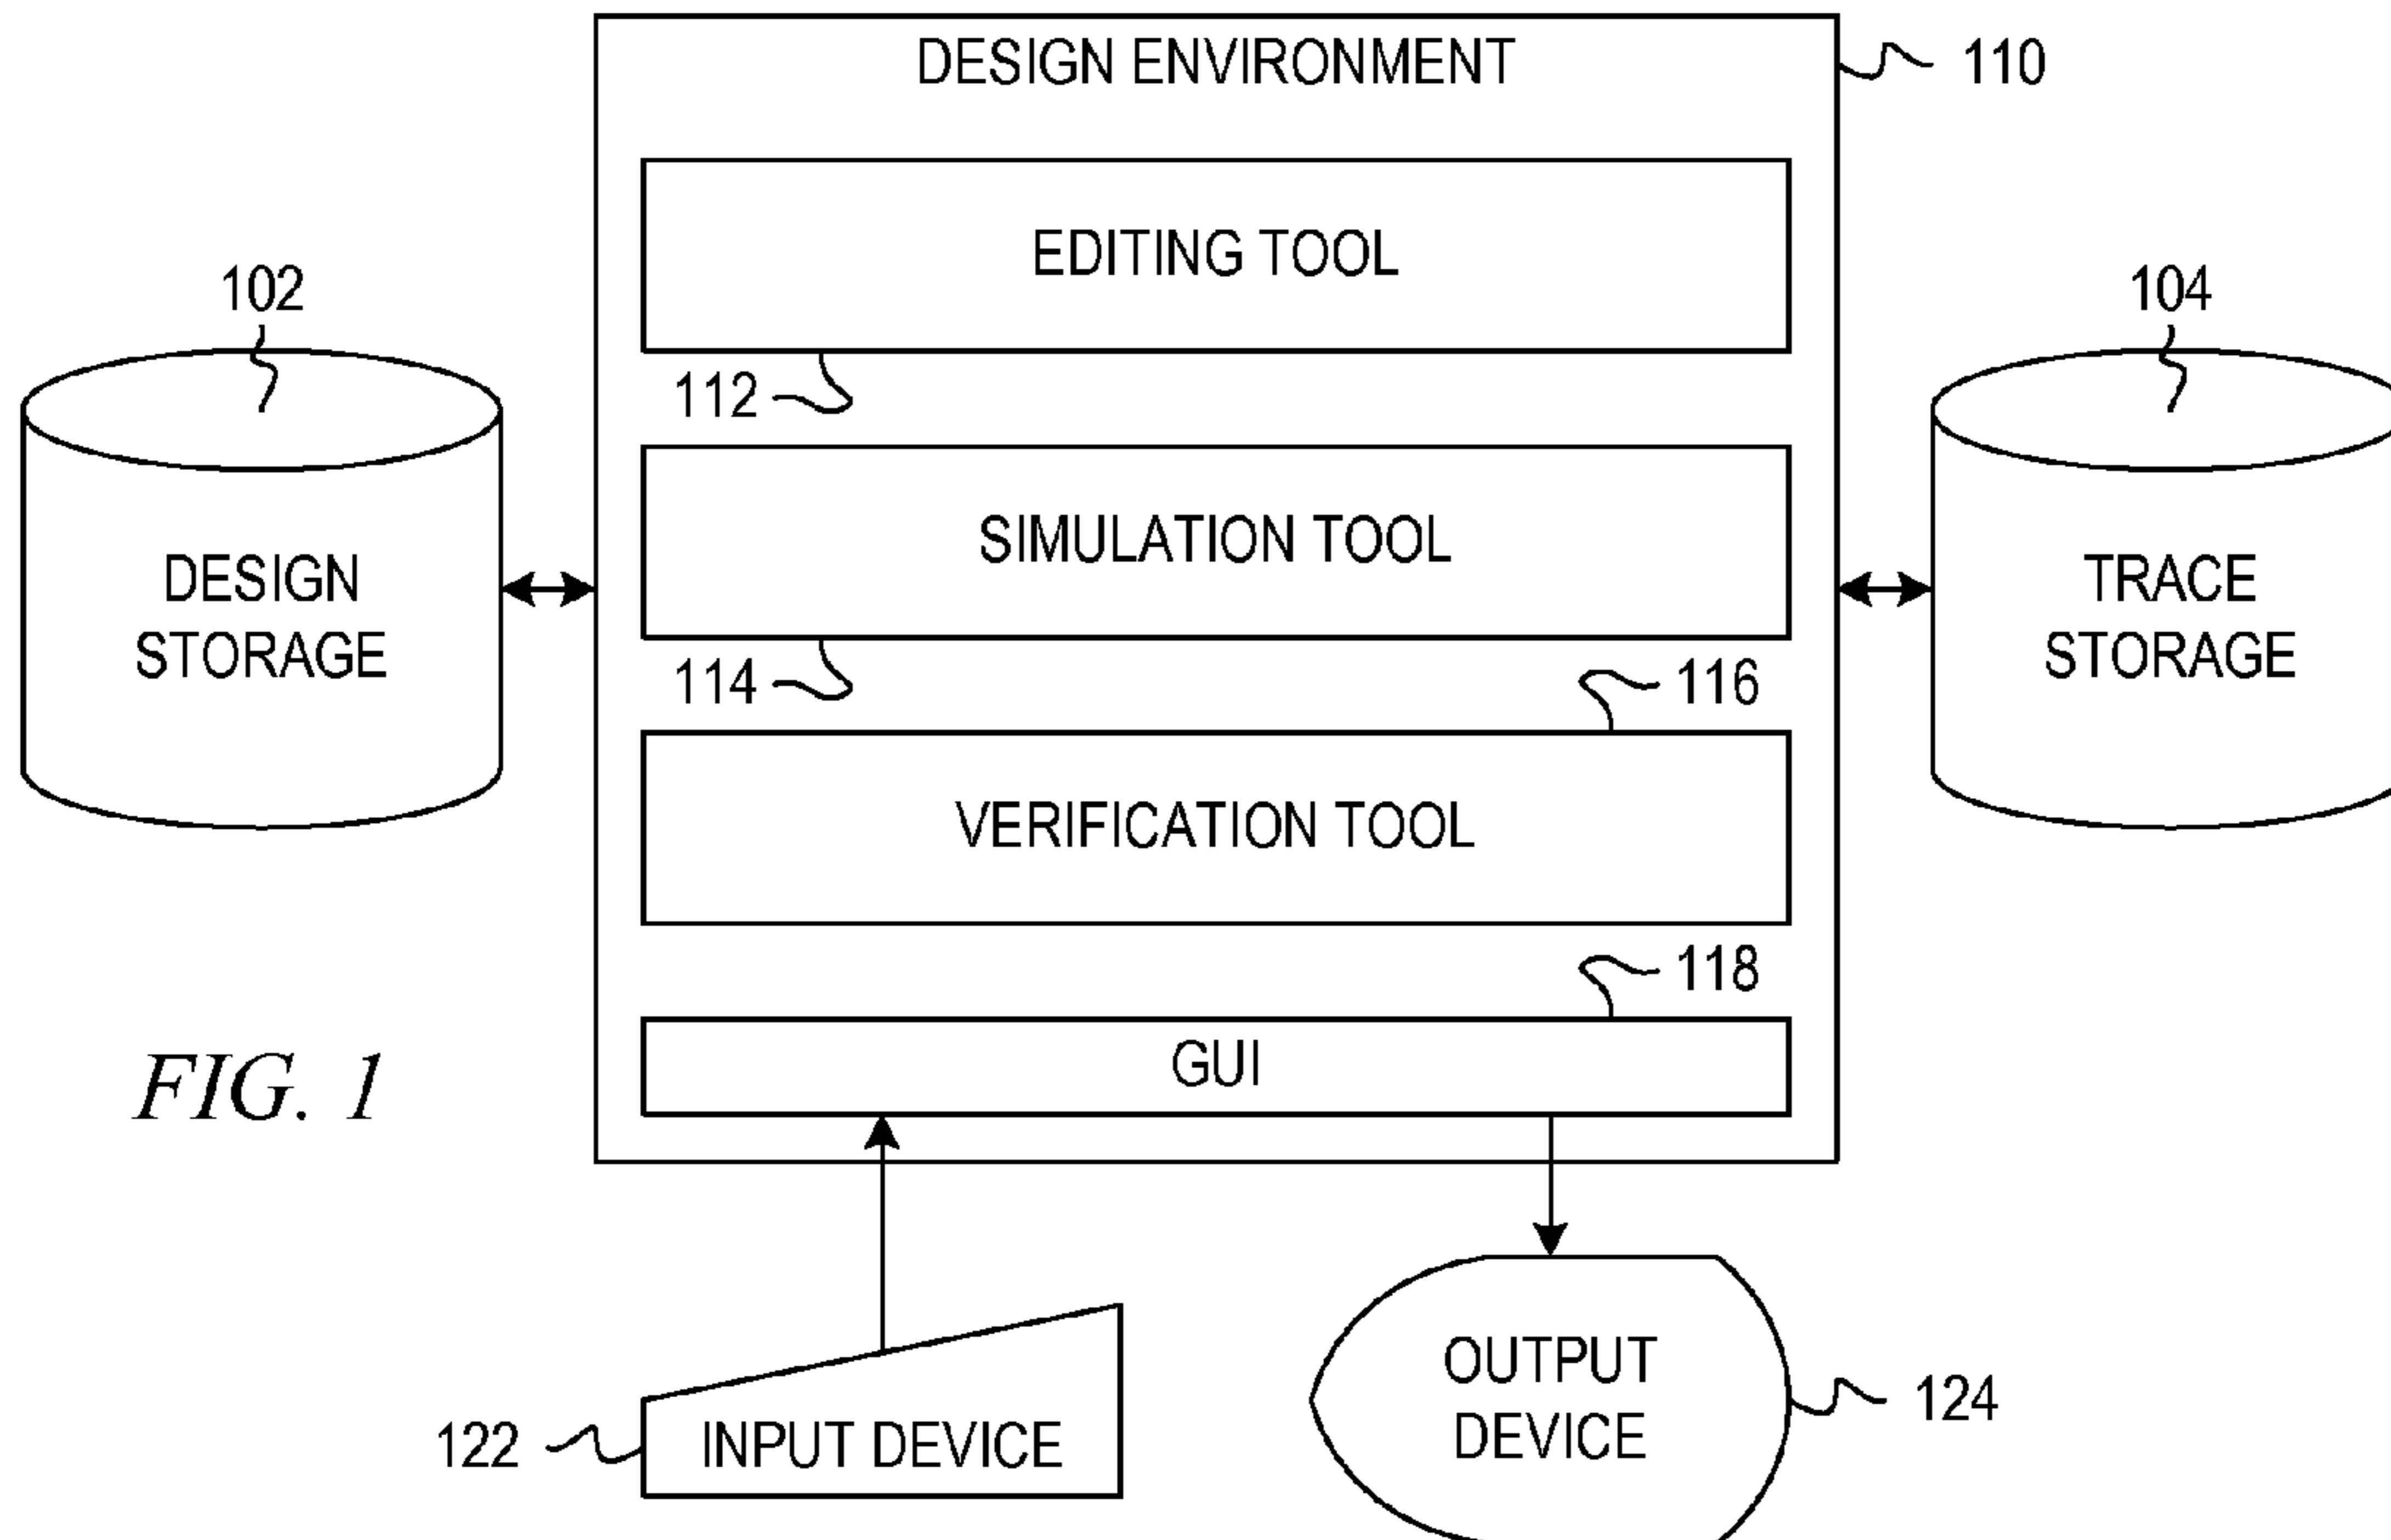 DESIGN ENVIRONMENT
110
EDITING TOOL
102
104
112
SIMULATION TOOL
DESIGN
STORAGE
TRACE
STORAGE
114
116
VERIFICATION TOOL
118
GUI
FIG. 1
INPUT DEVICE
122
OUTPUT
DEVICE
124